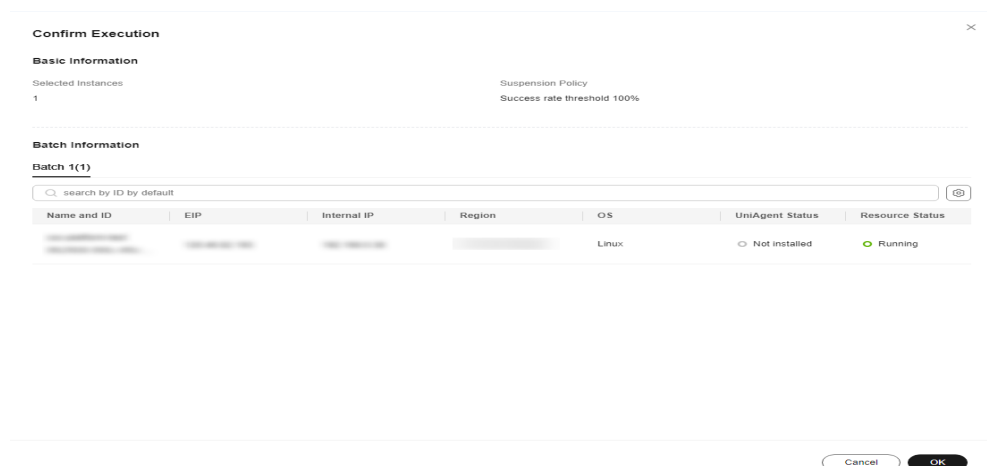 Confirm Execution
Basic Information
Selected Instances Suspension Policy
1 Success rate threshold 100%
Batch Information
Batch 1(1)
search by ID by default
Name and ID EIP Internal IP Region OS UniAgent Status Resource Status
Linux Not installed Running
Cancel OK